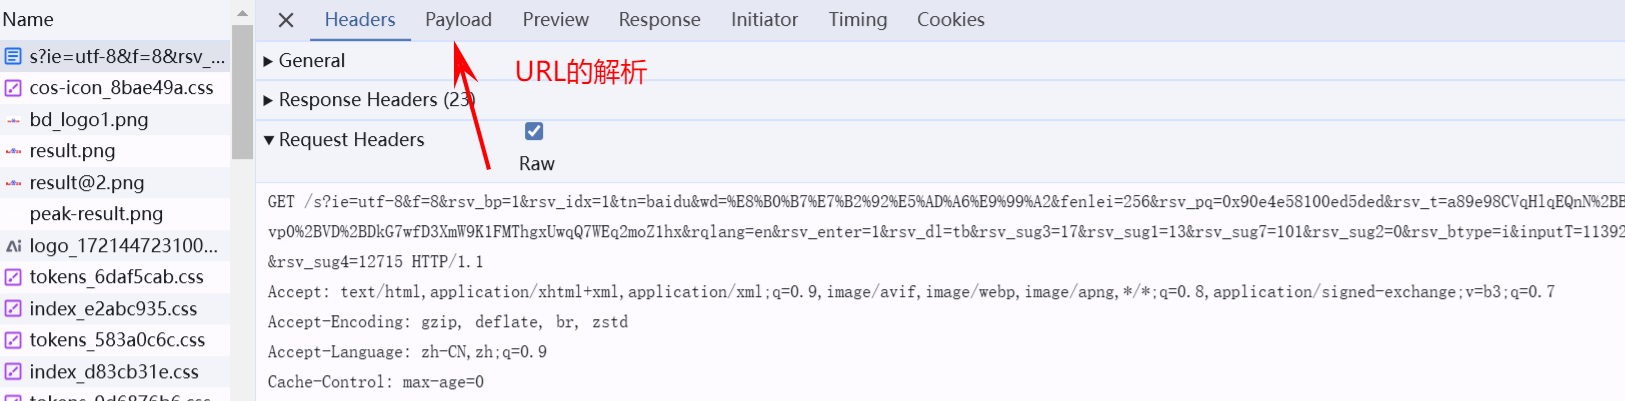 Name
s?ie=utf-8&f=8&rsv_...
cos-icon_8bae49a.css
bd_logo1.png
result.png
result@2.png
peak-result.png
logo_172144723100...
tokens_6daf5cab.css
index_e2abc935.css
tokens_583a0c6c.css
index_d83cb31e.css
Headers Payload Preview Response Initiator Timing Cookies
General
URL的解析
Response Headers (23)
Request Headers
Raw
GET /s?ie=utf-8&f=8&rsv_bp=1&rsv_idx=1&tn=baidu&wd=%E8%B0%B7%E7%B2%92%E5%AD%A6%E9%99%A2&fenlei=256&rsv_pq=0x90e4e58100ed5ded&rsv_t=a89e98CVqHlqEQnN%2BB
vp0%2BVD%2BDkG7wfD3XmW9K1FMThgxUwqQ7WEq2moZ1hx&rqlang=en&rsv_enter=1&rsv_dl=tb&rsv_sug3=17&rsv_sug1=13&rsv_sug7=101&rsv_sug2=0&rsv_btype=i&inputT=11392
&rsv_sug4=12715 HTTP/1.1
Accept: text/html,application/xhtml+xml,application/xml;q=0.9,image/avif,image/webp,image/apng,*/*;q=0.8,application/signed-exchange;v=b3;q=0.7
Accept-Encoding: gzip, deflate, br, zstd
Accept-Language: zh-CN,zh;q=0.9
Cache-Control: max-age=0